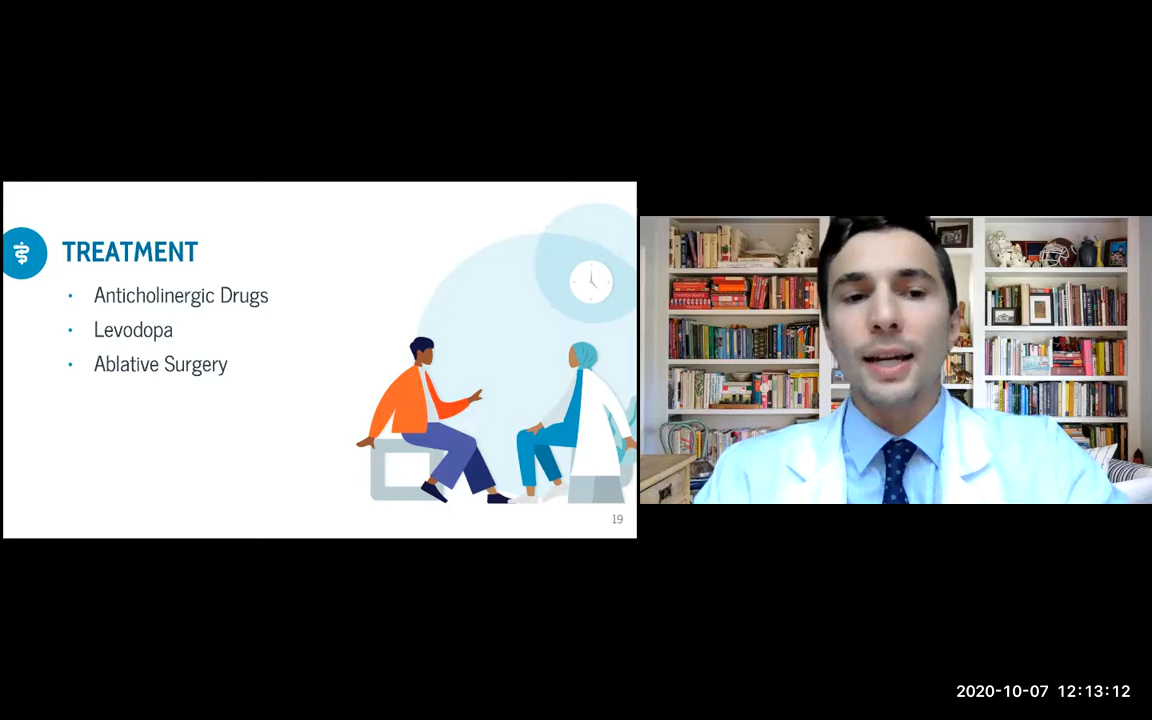 TREATMENT
• Anticholinergic Drugs
• Levodopa
• Ablative Surgery
19
2020-10-07 12:13:12